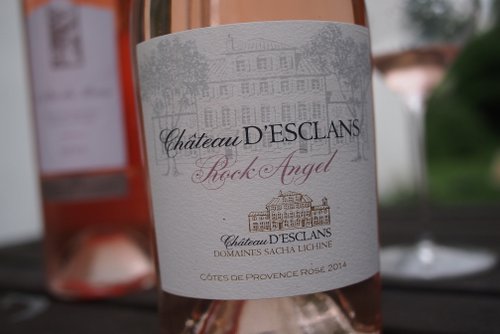 Château D'ESCLANS
Rock Angel
Château D'ESCLANS
DOMAINES SACHA LICHINE
CÔTES DE PROVENCE ROSÉ 2014